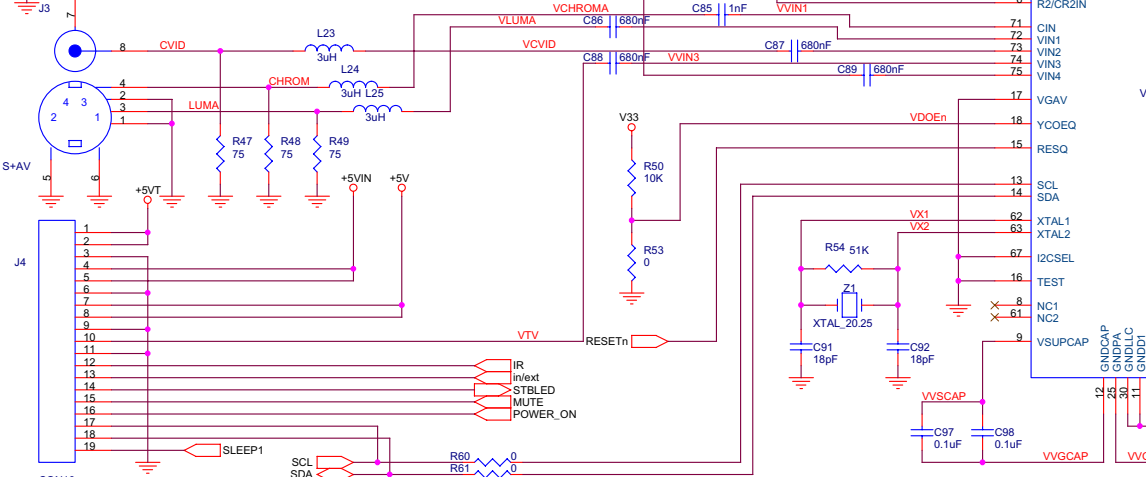 J3
7
8
CVID
L23
3uH
VCHROMA
C85
1nF
VVIN1
VLUMA
C86
680nF
VCVID
C87
680nF
C88
680nF
VVIN3
C89
680nF
R2/CR2IN
71
CIN
72
VIN1
73
VIN2
74
VIN3
75
VIN4
4
CHROM
L24
3uH
L25
3uH
2
3
LUMA
1
4 3
2 1
S+AV
5
6
R47
75
R48
75
R49
75
V33
R50
10K
R53
0
VDOEn
17
VGAV
18
YCOEQ
15
RESQ
13
SCL
14
SDA
VX1
62
XTAL1
VX2
63
XTAL2
67
I2CSEL
16
TEST
8
NC1
61
NC2
9
VSUPCAP
R54
51K
Z1
XTAL_20.25
C91
18pF
C92
18pF
+5VT
+5VIN
+5V
J4
1
2
3
4
5
6
7
8
9
10
11
12
13
14
15
16
17
18
19
VTV
RESETn
IR
in/ext
STBLED
MUTE
POWER_ON
SLEEP1
SCL
SDA
R60
0
R61
0
VVSCAP
C97
0.1uF
C98
0.1uF
VVGCAP
GNDCAP
GNDPA
GNDLLC
GNDD1
12
25
30
11